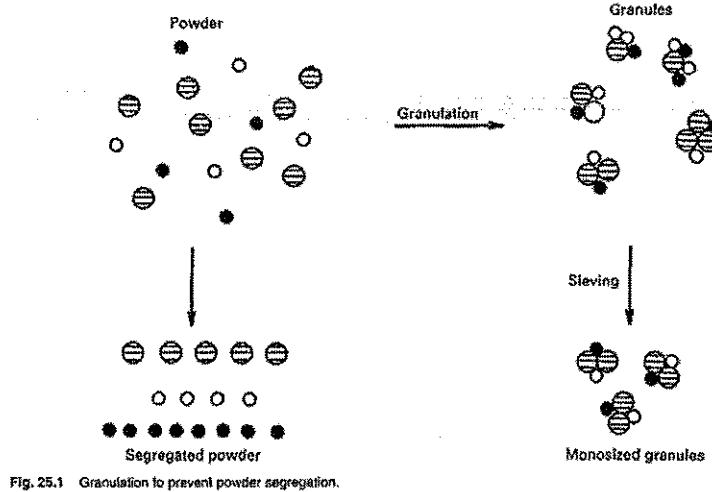 Powder
Granules
Granulation
Sieving
Segregated powder
Monosized granules
Fig. 25.1 Granulation to prevent powder segregation.